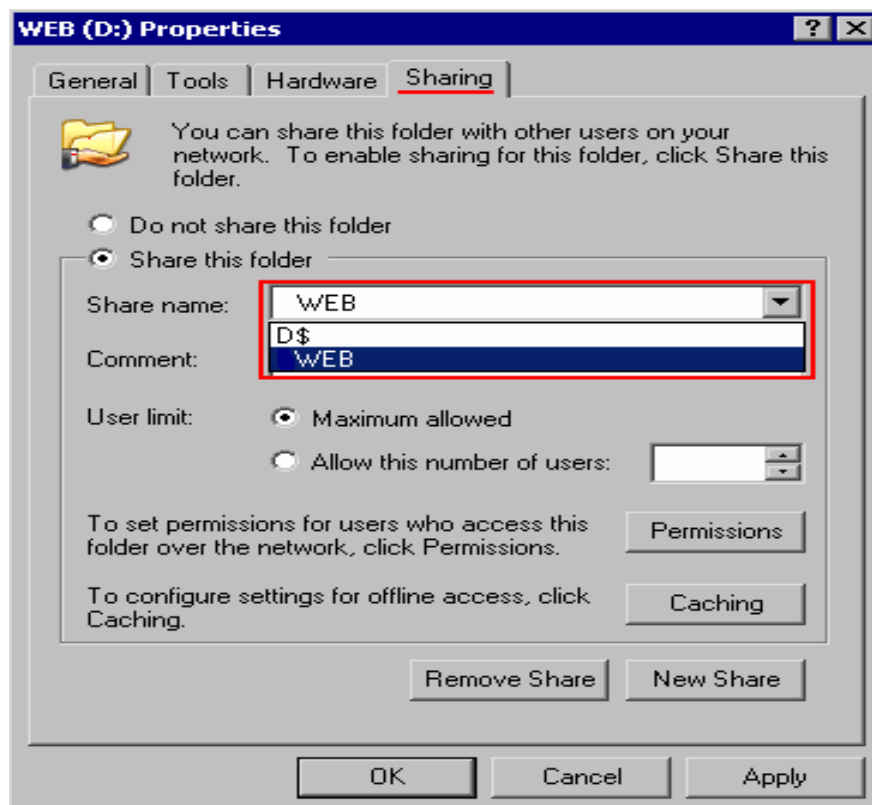 WEB (D:) Properties
General Tools Hardware Sharing
You can share this folder with other users on your
network. To enable sharing for this folder, click Share this
folder.
Do not share this folder
Share this folder
Share name: WEB
D$
WEB
Comment:
User limit: Maximum allowed
Allow this number of users:
To set permissions for users who access this
folder over the network, click Permissions.
Permissions
To configure settings for offline access, click
Caching.
Caching
Remove Share New Share
OK Cancel Apply